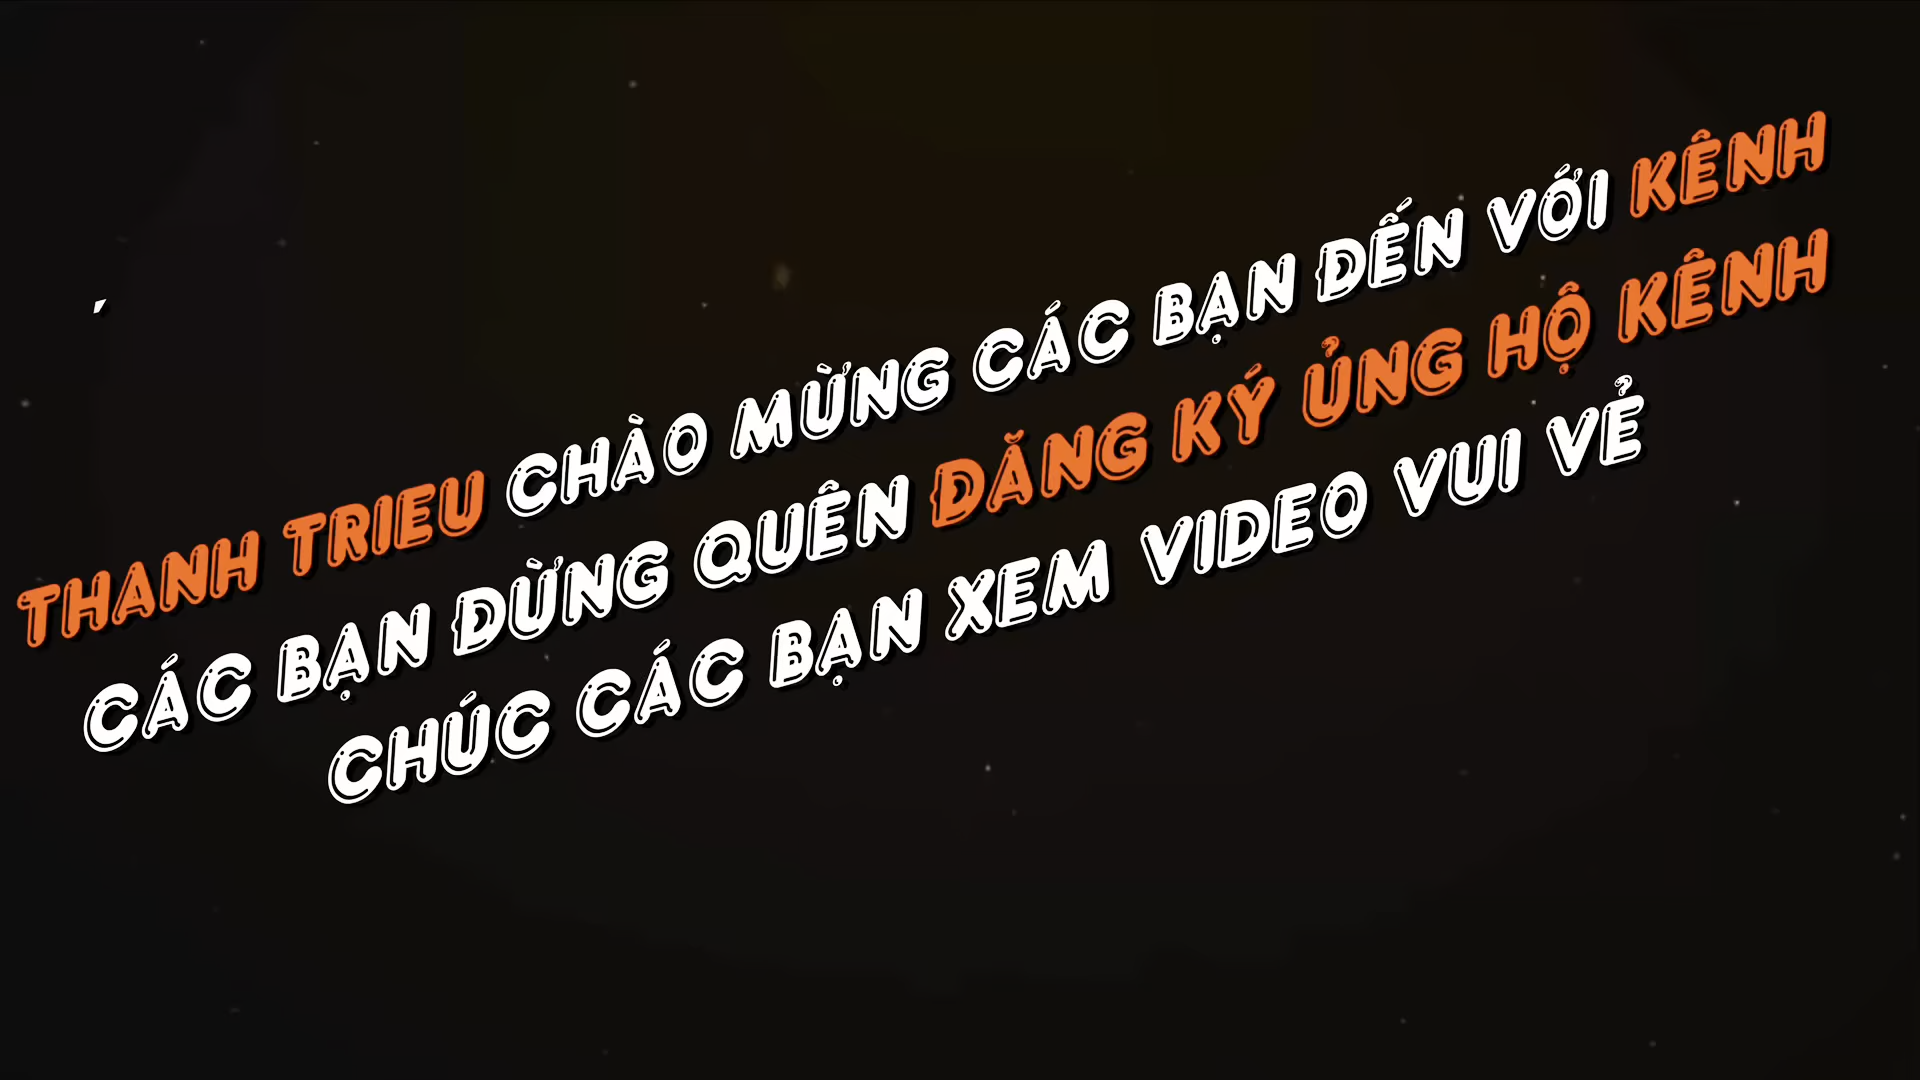 THANH TRIEU CHÀO MỪNG CÁC BẠN ĐẾN VỚI KÊNH
CÁC BẠN ĐỪNG QUÊN ĐĂNG KÝ ỦNG HỘ KÊNH
CHÚC CÁC BẠN XEM VIDEO VUI VẺ